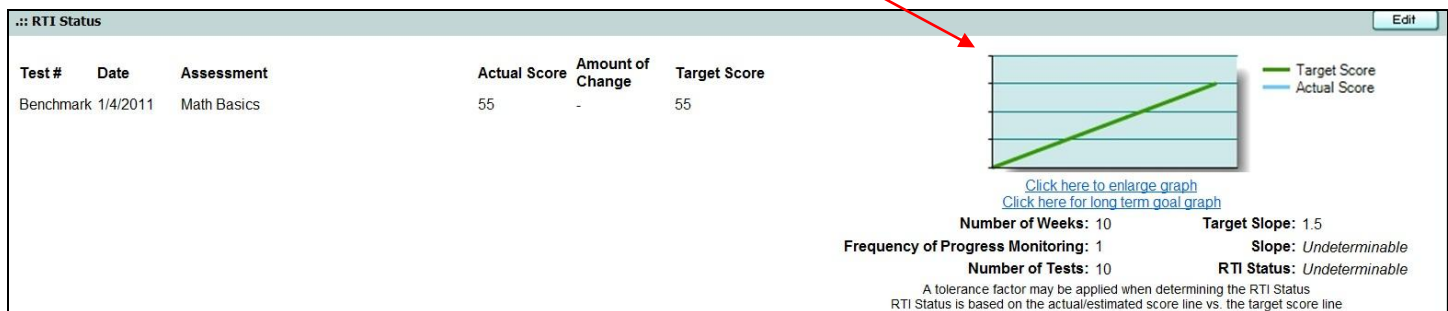 .:: RTI Status
Edit
Test # Date Assessment Actual Score Amount of Change Target Score
Benchmark 1/4/2011 Math Basics 55 - 55
Target Score
Actual Score
Click here to enlarge graph
Click here for long term goal graph
Number of Weeks: 10 Target Slope: 1.5
Frequency of Progress Monitoring: 1 Slope: Undeterminable
Number of Tests: 10 RTI Status: Undeterminable
A tolerance factor may be applied when determining the RTI Status
RTI Status is based on the actual/estimated score line vs. the target score line